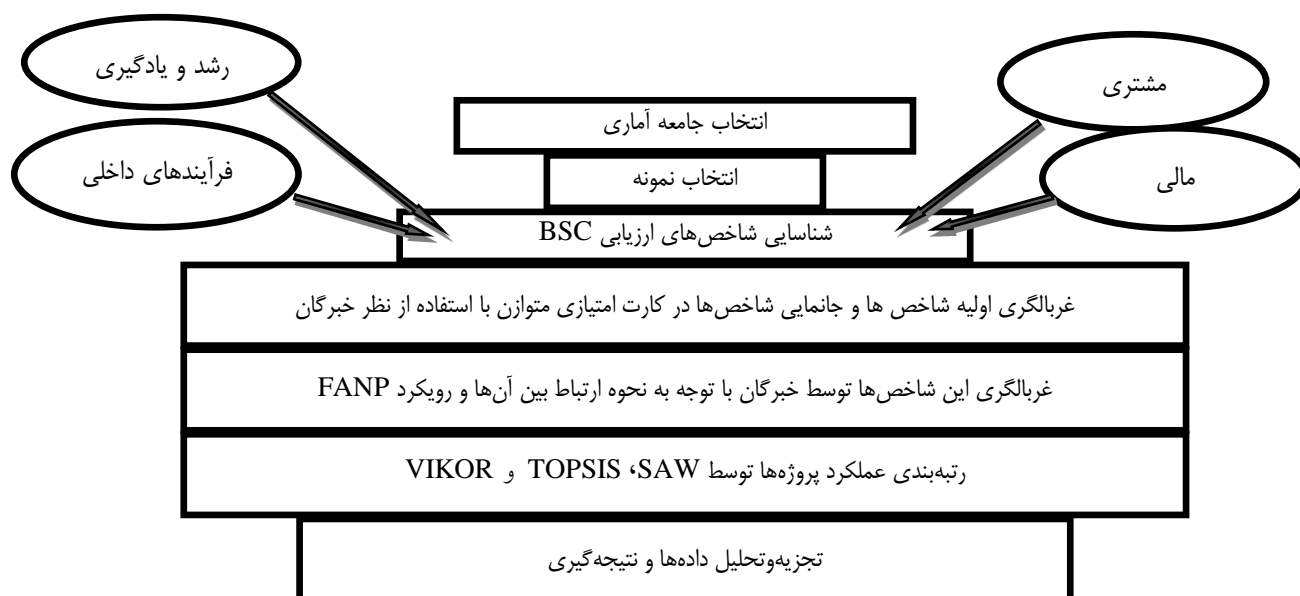 رشد و یادگیری
مشتری
انتخاب جامعه آماری
فرآیندهای داخلی
انتخاب نمونه
مالی
شناسایی شاخص‌های ارزیابی BSC
غربالگری اولیه شاخص ها و جانمایی شاخص‌ها در کارت امتیازی متوازن با استفاده از نظر خبرگان
غربالگری این شاخص‌ها توسط خبرگان با توجه به نحوه ارتباط بین آن‌ها و رویکرد FANP
رتبه‌بندی عملکرد پروژه‌ها توسط TOPSIS ،SAW و VIKOR
تجزیه‌وتحلیل داده‌ها و نتیجه‌گیری